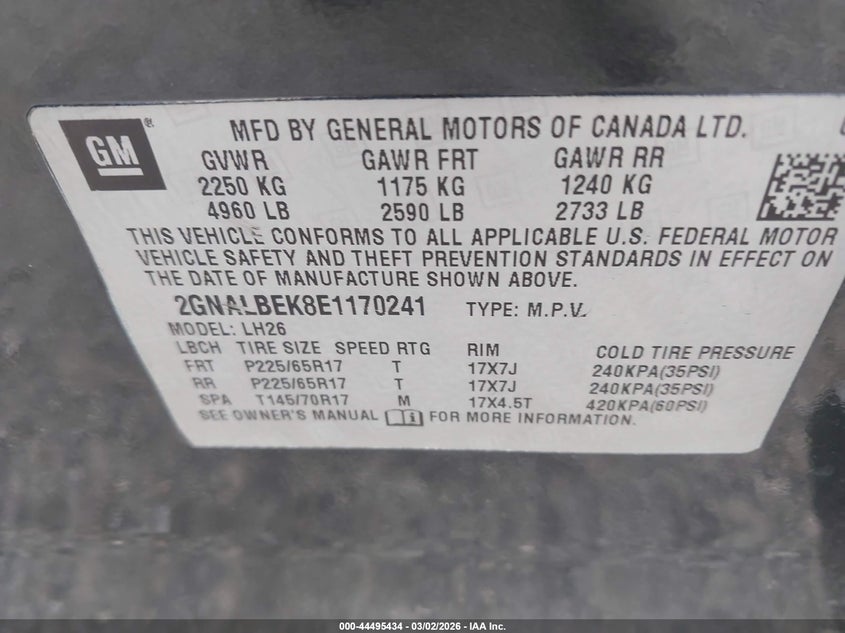 GM
MFD BY GENERAL MOTORS OF CANADA LTD.
GVWR GAWR FRT GAWR RR
2250 KG 1175 KG 1240 KG
4960 LB 2590 LB 2733 LB
THIS VEHICLE CONFORMS TO ALL APPLICABLE U.S. FEDERAL MOTOR
VEHICLE SAFETY AND THEFT PREVENTION STANDARDS IN EFFECT ON
THE DATE OF MANUFACTURE SHOWN ABOVE.
2GNALBEK8E1170241 TYPE: M.P.V.
MODEL: LH26
LBCH TIRE SIZE SPEED RTG RIM COLD TIRE PRESSURE
FRT P225/65R17 T 17X7J 240KPA(35PSI)
RR P225/65R17 T 17X7J 240KPA(35PSI)
SPA T145/70R17 M 17X4.5T 420KPA(60PSI)
SEE OWNER'S MANUAL FOR MORE INFORMATION.
000-44495434 - 03/02/2026 - IAA Inc.